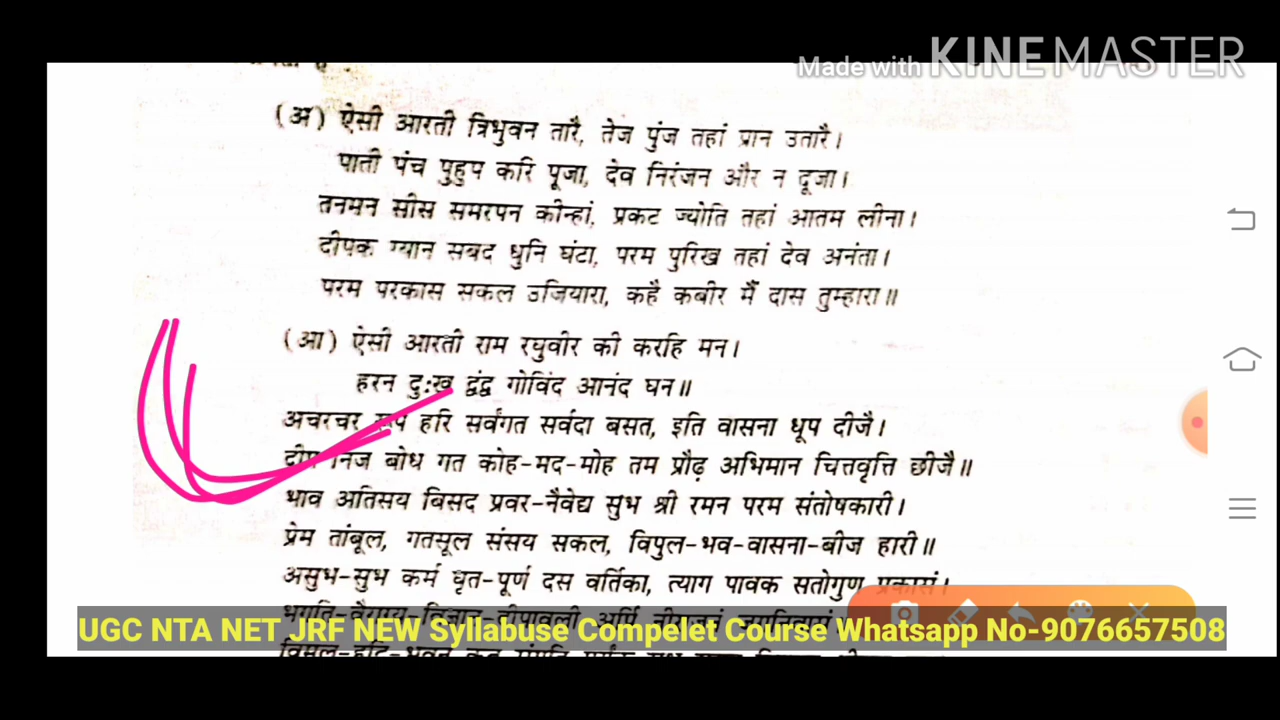 Made with KINEMASTER
(अ) ऐसी आरती त्रिभुवन तारै, तेज पुंज तहां प्रान उतारै।
पाती पंच पुहुप करि पूजा, देव निरंजन और न दूजा।
तनमन सीस समरपन कीन्हां, प्रकट ज्योति तहां आतम लीना।
दीपक ग्यान सबद धुनि घंटा, परम पुरिख तहां देव अनंता।
परम परकास सकल उजियारा, कहै कबीर मैं दास तुम्हारा॥
(आ) ऐसी आरती राम रघुवीर की करहि मन।
हरन दुःख द्वंद्व गोविंद आनंद घन॥
अचरचर रूप हरि सर्वंगत सर्वदा बसत, इति वासना धूप दीजै।
दीप निज बोध गत कोह-मद-मोह तम प्रौढ़ अभिमान चित्तवृत्ति छीजै॥
भाव अतिसय बिसद प्रवर-नैवेद्य सुभ श्री रमन परम संतोषकारी।
प्रेम तांबूल, गतसूल संसय सकल, विपुल-भव-वासना-बीज हारी॥
असुभ-सुभ कर्म घृत-पूर्ण दस वर्तिका, त्याग पावक सतोगुण प्रकासं।
UGC NTA NET JRF NEW Syllabuse Compelet Course Whatsapp No-9076657508